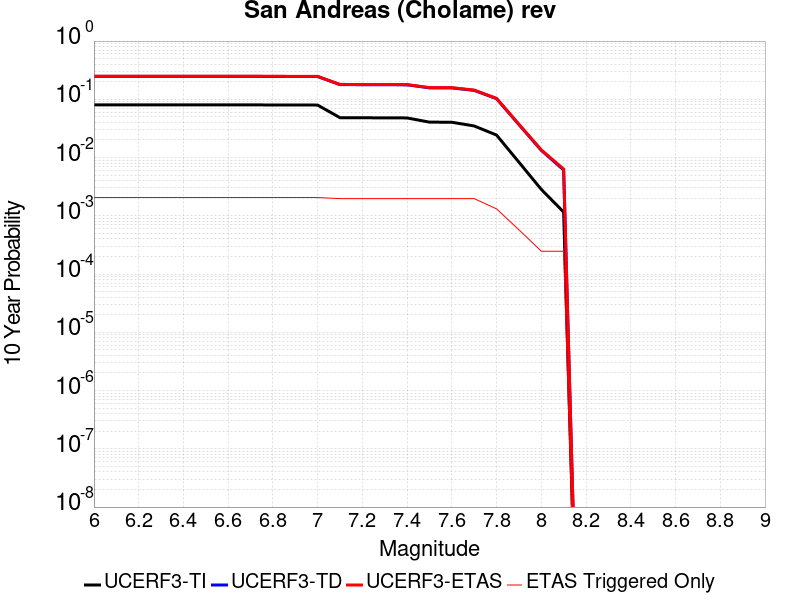 San Andreas (Cholame) rev
10^0
10^-1
10^-2
10^-3
10^-4
10^-5
10^-6
10^-7
10^-8
10 Year Probability
6 6.2 6.4 6.6 6.8 7 7.2 7.4 7.6 7.8 8 8.2 8.4 8.6 8.8 9
Magnitude
UCERF3-TI UCERF3-TD UCERF3-ETAS ETAS Triggered Only